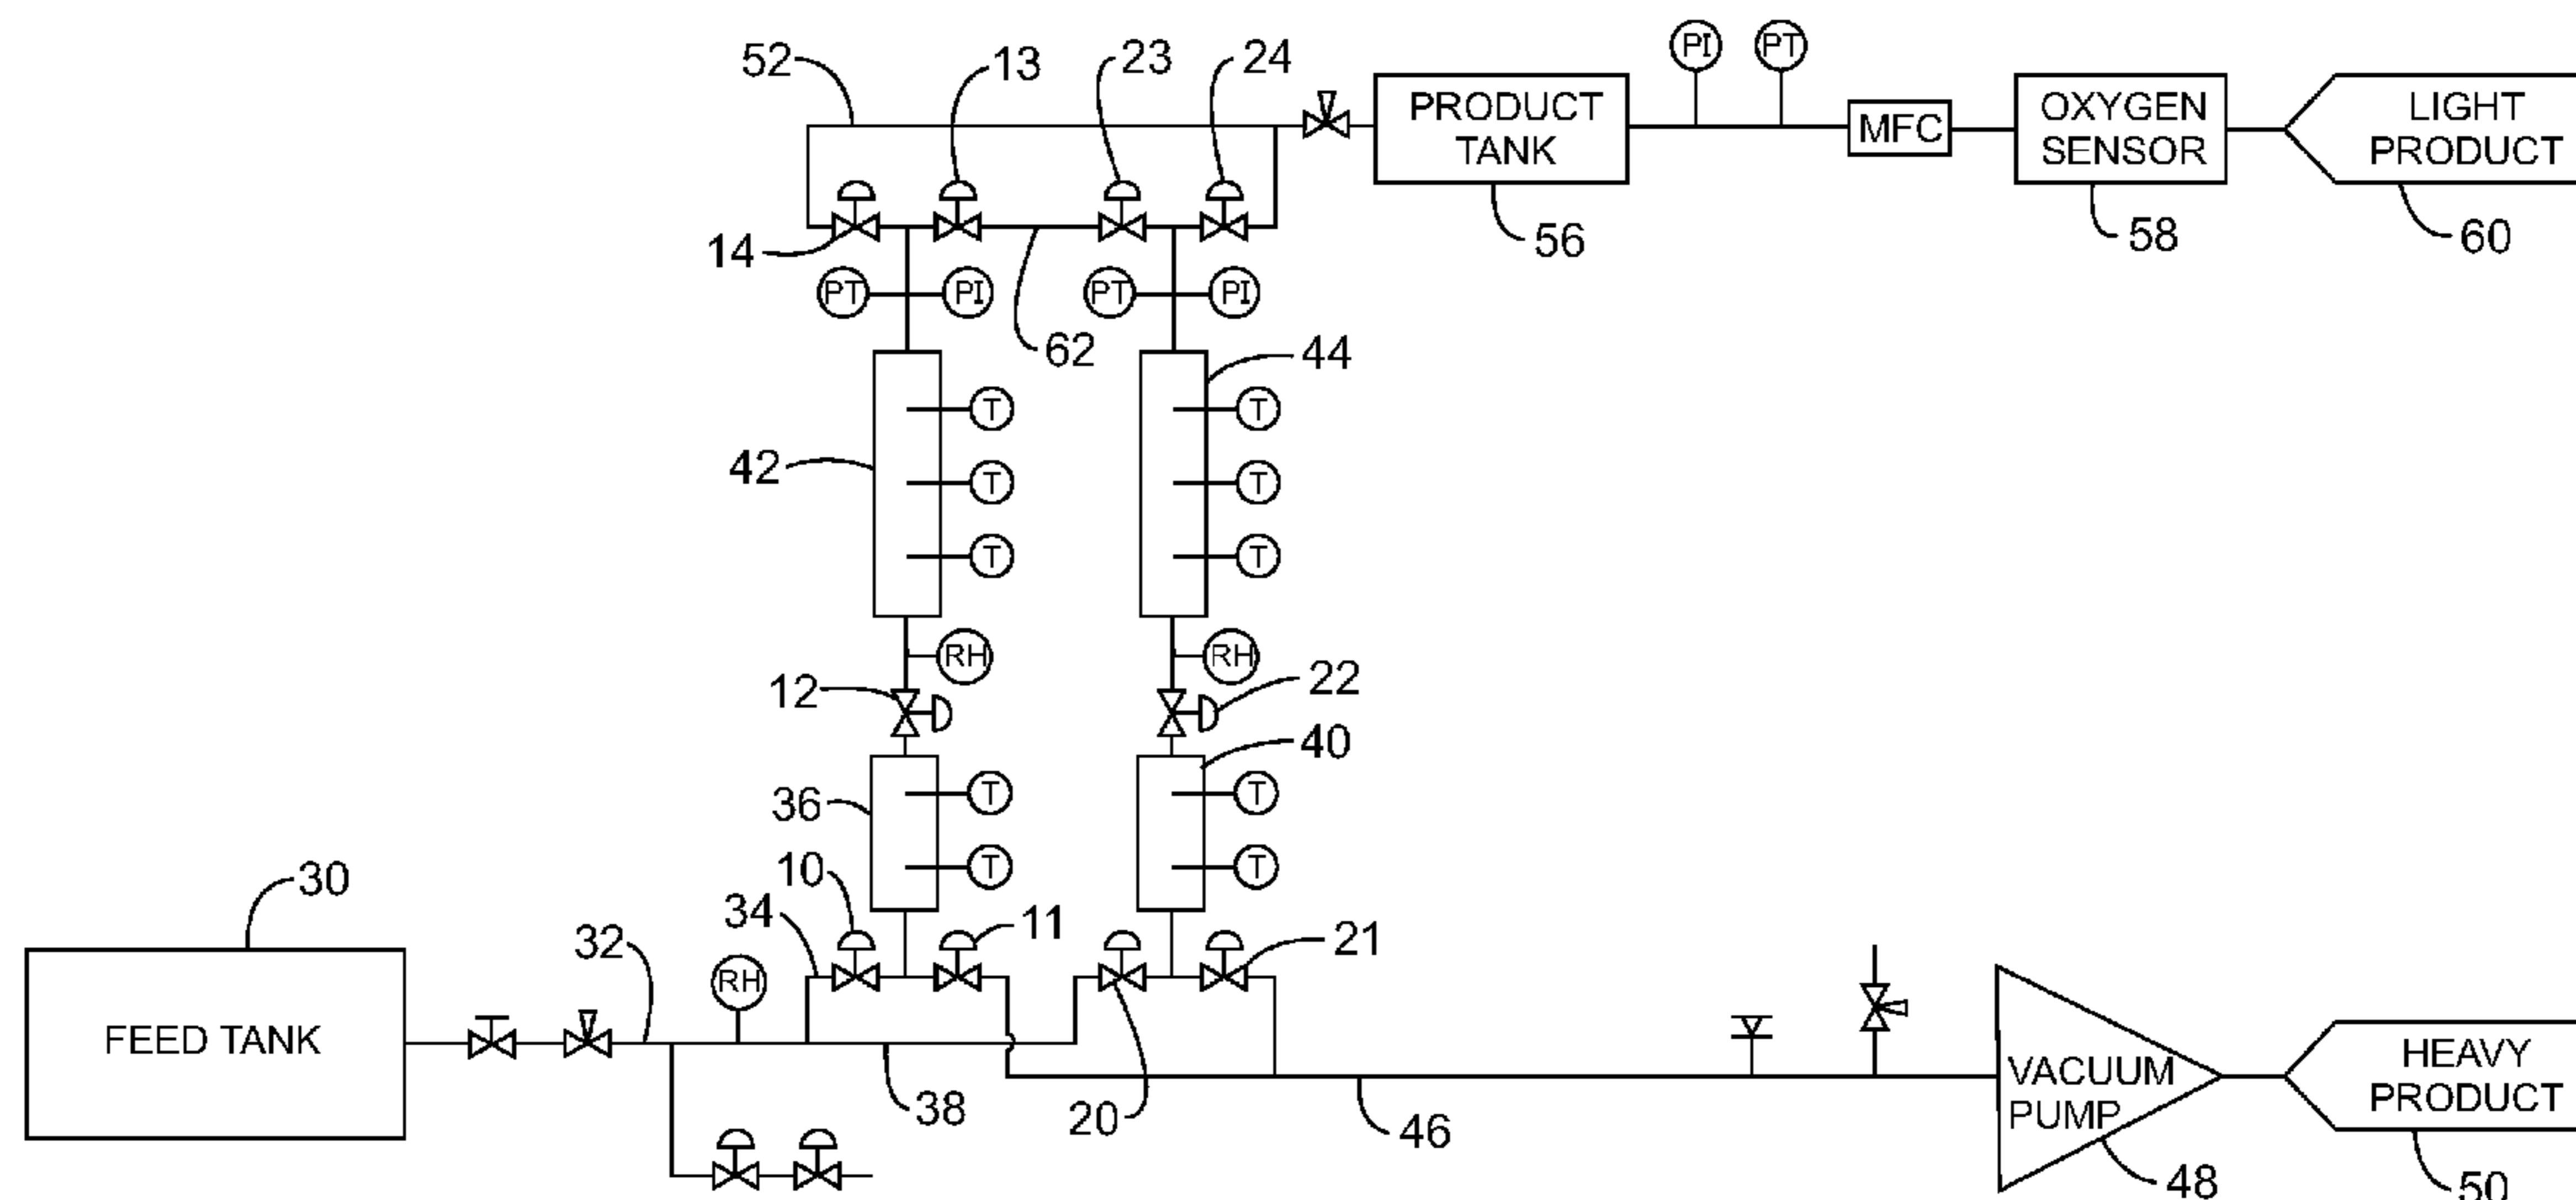 52
13
23
24
PI
PT
PRODUCT
TANK
MFC
OXYGEN
SENSOR
LIGHT
PRODUCT
14
56
58
60
PT
PI
PT
PI
62
44
T
T
42
T
T
T
T
RH
RH
12
22
40
36
T
T
10
T
T
30
34
11
21
32
RH
FEED TANK
38
20
46
VACUUM
PUMP
HEAVY
PRODUCT
48
50